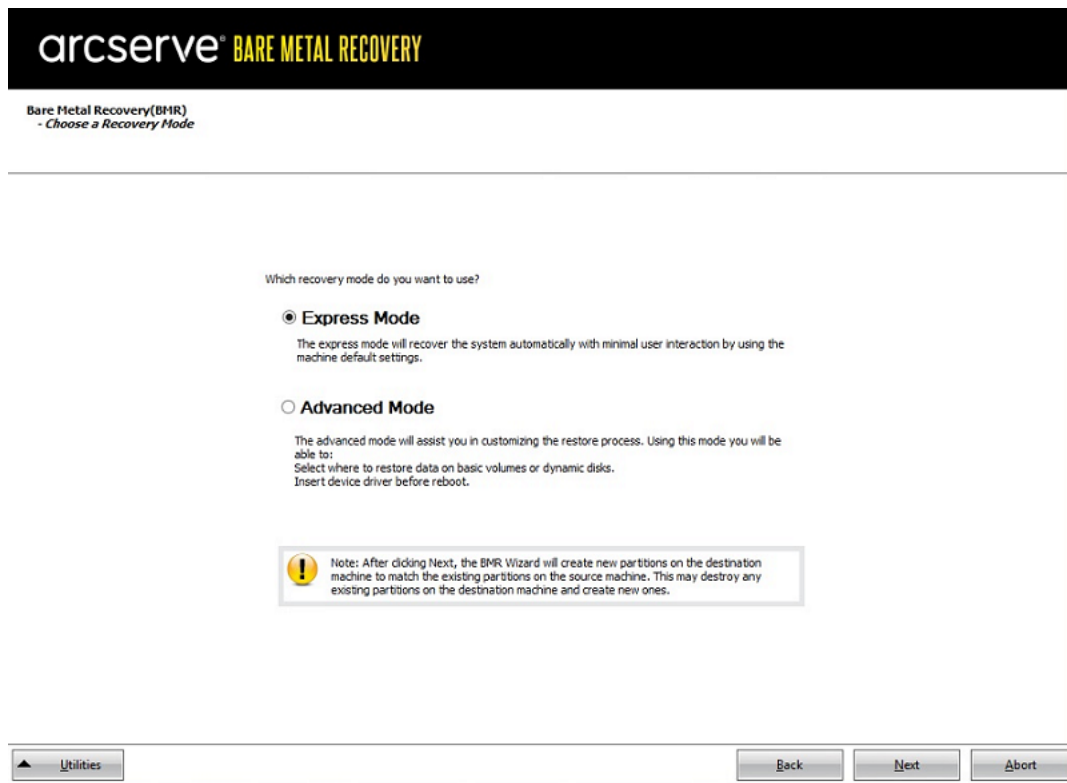 arcserve® BARE METAL RECOVERY
Bare Metal Recovery(BMR)
- Choose a Recovery Mode
Which recovery mode do you want to use?
Express Mode
The express mode will recover the system automatically with minimal user interaction by using the
machine default settings.
Advanced Mode
The advanced mode will assist you in customizing the restore process. Using this mode you will be
able to:
Select where to restore data on basic volumes or dynamic disks.
Insert device driver before reboot.
Note: After clicking Next, the BMR Wizard will create new partitions on the destination
machine to match the existing partitions on the source machine. This may destroy any
existing partitions on the destination machine and create new ones.
Utilities
Back
Next
Abort